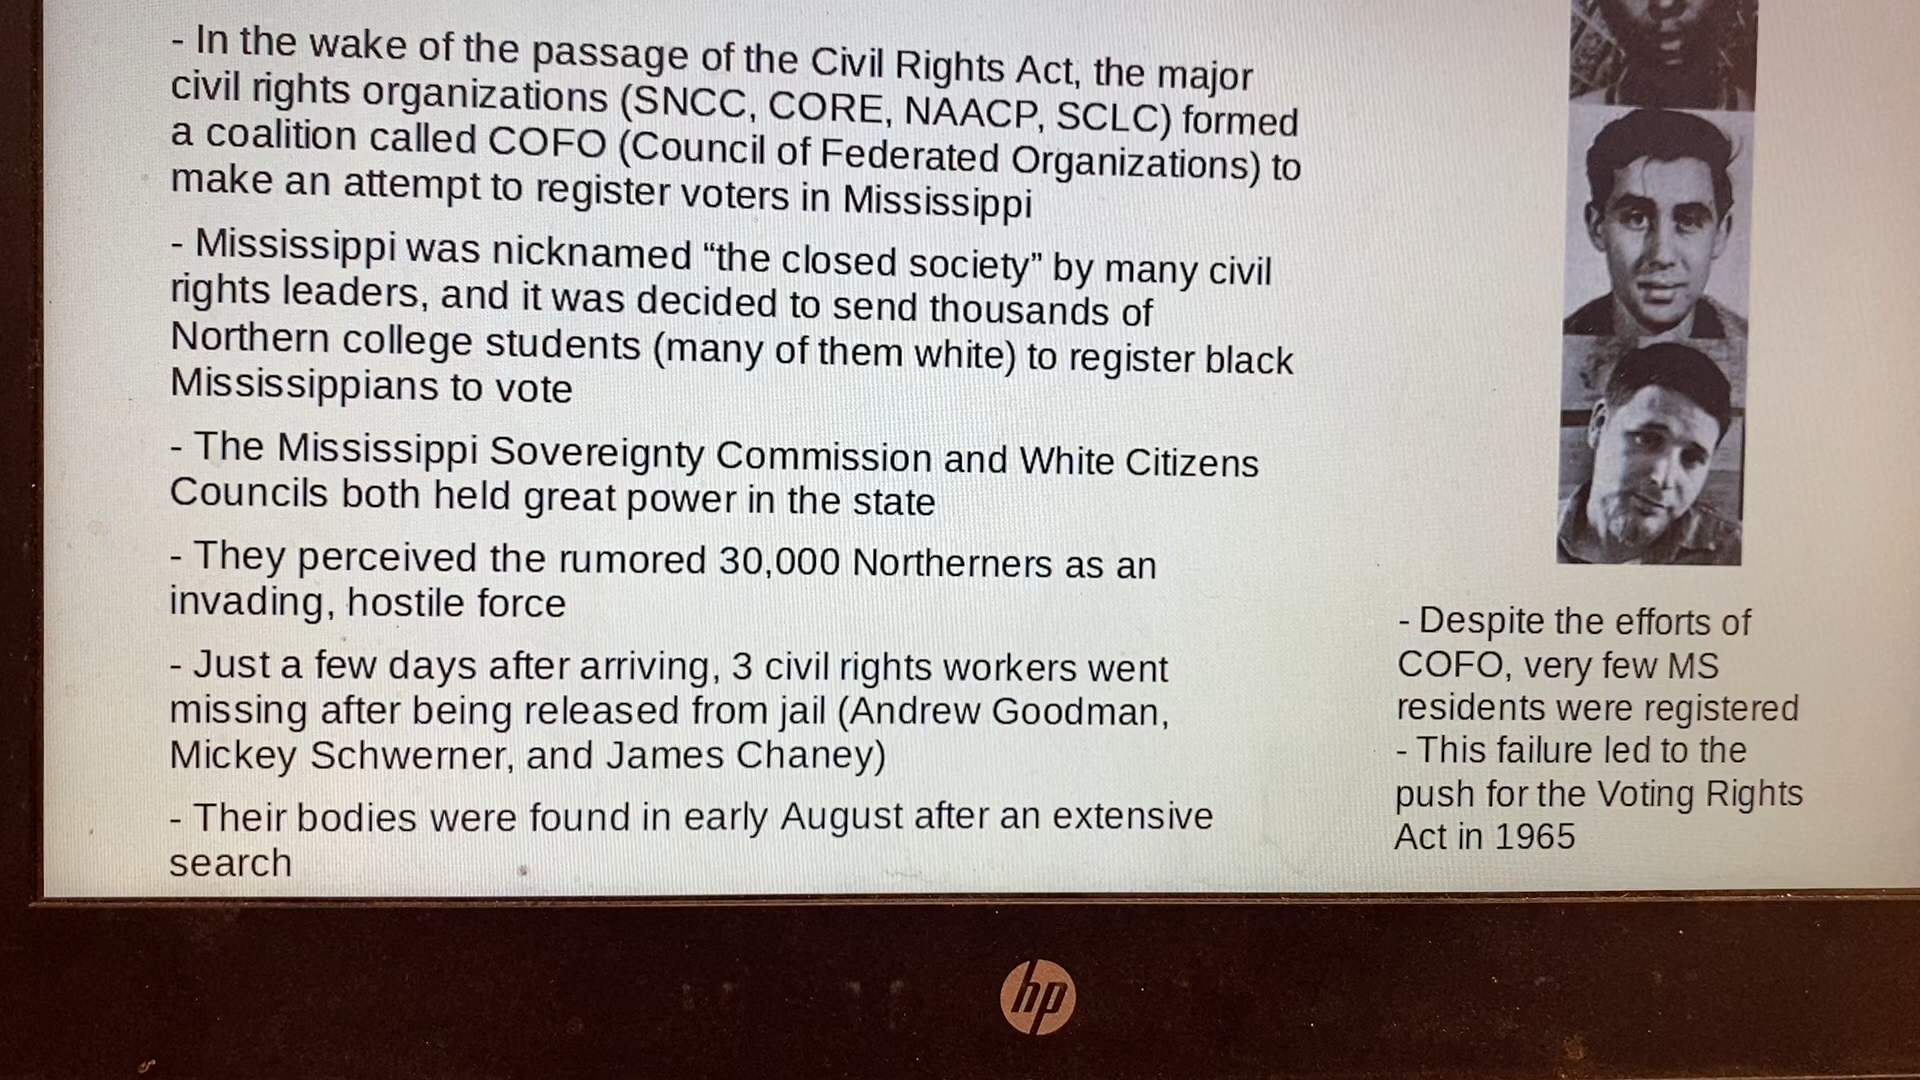 - In the wake of the passage of the Civil Rights Act, the major
civil rights organizations (SNCC, CORE, NAACP, SCLC) formed
a coalition called COFO (Council of Federated Organizations) to
make an attempt to register voters in Mississippi
- Mississippi was nicknamed “the closed society” by many civil
rights leaders, and it was decided to send thousands of
Northern college students (many of them white) to register black
Mississippians to vote
- The Mississippi Sovereignty Commission and White Citizens
Councils both held great power in the state
- They perceived the rumored 30,000 Northerners as an
invading, hostile force
- Just a few days after arriving, 3 civil rights workers went
missing after being released from jail (Andrew Goodman,
Mickey Schwerner, and James Chaney)
- Their bodies were found in early August after an extensive
search
- Despite the efforts of
COFO, very few MS
residents were registered
- This failure led to the
push for the Voting Rights
Act in 1965
hp